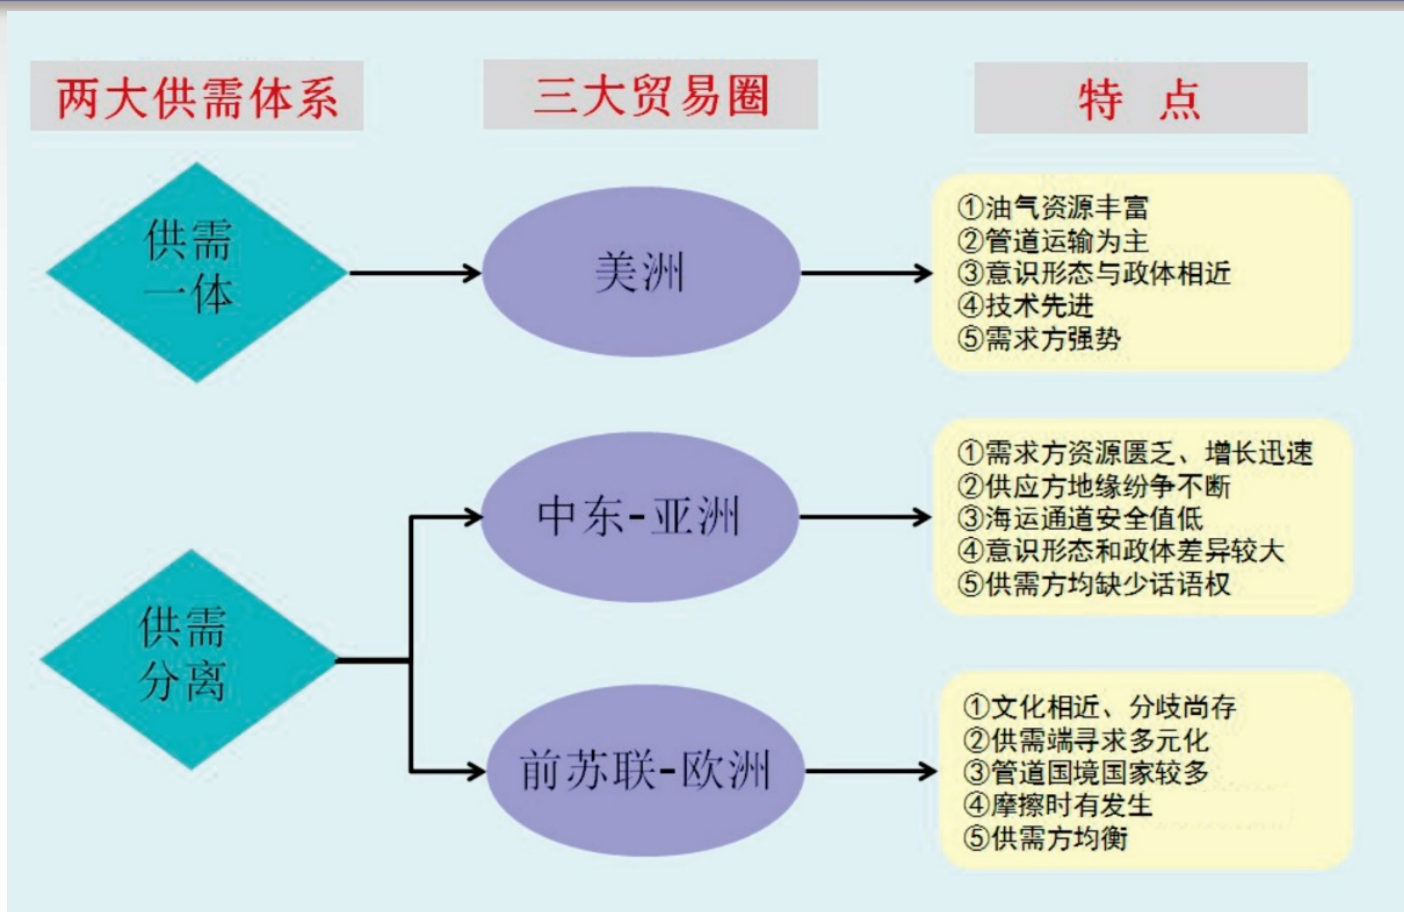 两大供需体系
三大贸易圈
特 点
供需
一体
美洲
①油气资源丰富
②管道运输为主
③意识形态与政体相近
④技术先进
⑤需求方强势
供需
分离
中东-亚洲
①需求方资源匮乏、增长迅速
②供应方地缘纷争不断
③海运通道安全值低
④意识形态和政体差异较大
⑤供需方均缺少话语权
前苏联-欧洲
①文化相近、分歧尚存
②供需端寻求多元化
③管道国境国家较多
④摩擦时有发生
⑤供需方均衡